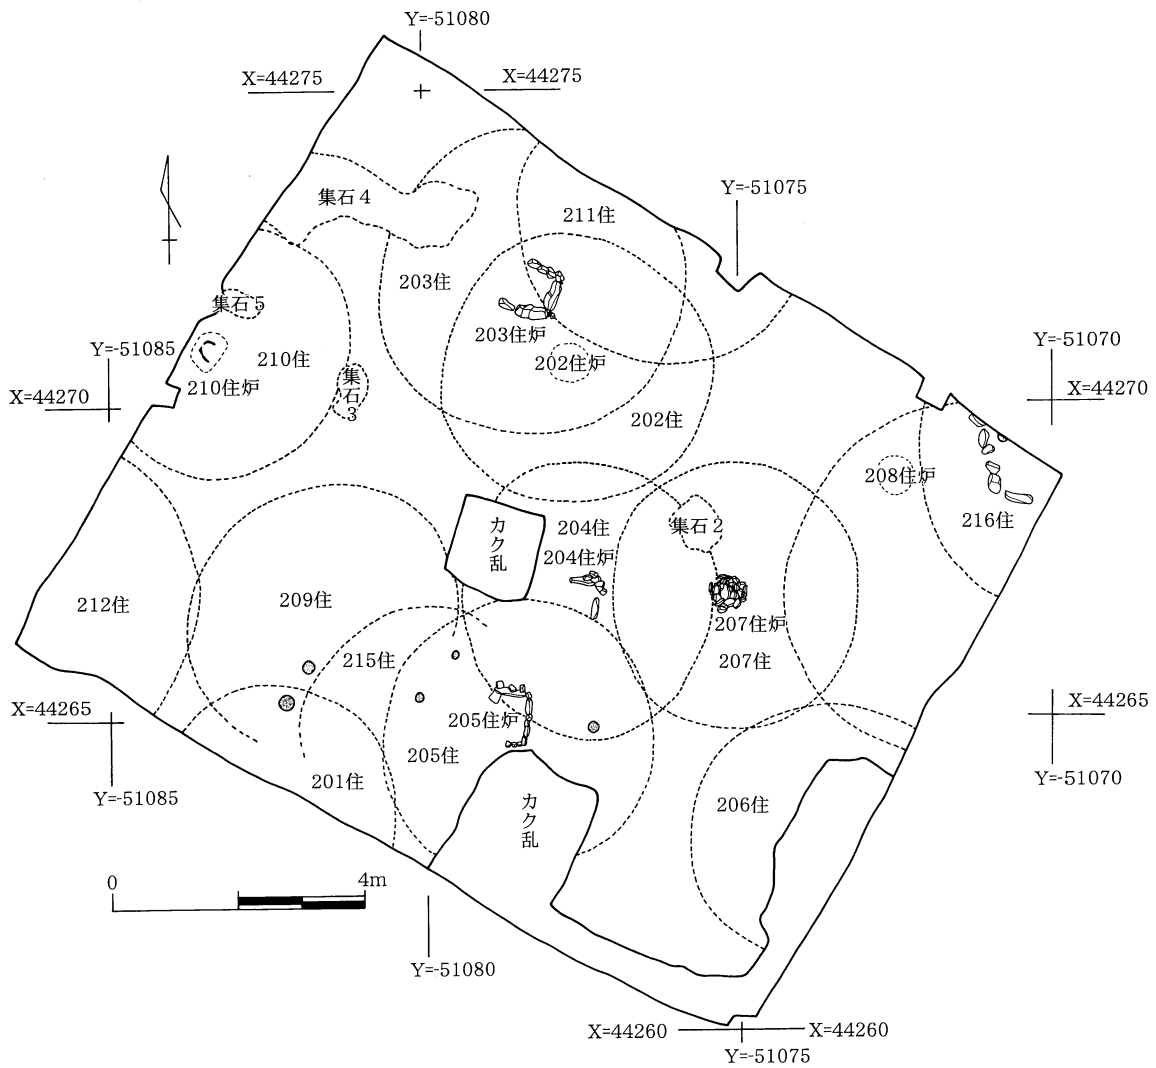 Y=-51080
X=44275
X=44275
Y=-51075
集石4
211住
203住
集石5
203住炉
Y=-51070
Y=-51085
210住
202住炉
210住炉
集石3
X=44270
X=44270
202住
208住炉
カク乱
204住
集石2
216住
204住炉
212住
209住
207住炉
215住
207住
X=44265
205住炉
X=44265
205住
201住
Y=-51070
Y=-51085
カク乱
206住
0
4m
Y=-51080
X=44260
X=44260
Y=-51075